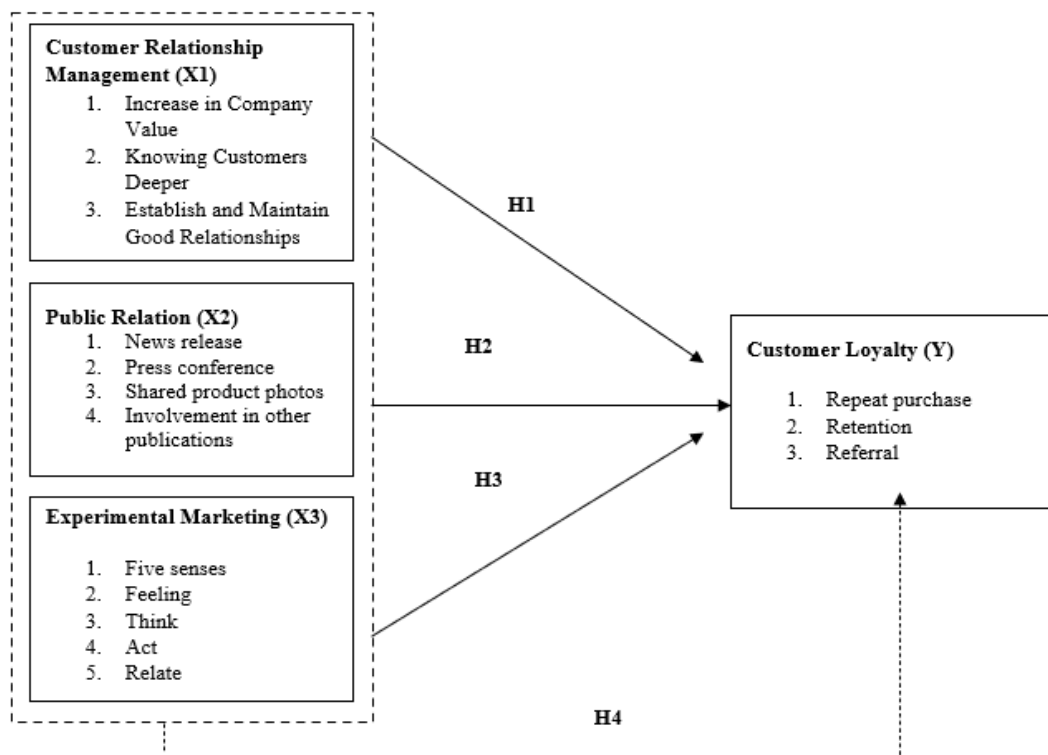 Customer Relationship
Management (X1)
1. Increase in Company
Value
2. Knowing Customers
Deeper
3. Establish and Maintain
Good Relationships
H1
Public Relation (X2)
1. News release
2. Press conference
3. Shared product photos
4. Involvement in other
publications
H2
Customer Loyalty (Y)
1. Repeat purchase
2. Retention
3. Referral
H3
Experimental Marketing (X3)
1. Five senses
2. Feeling
3. Think
4. Act
5. Relate
H4